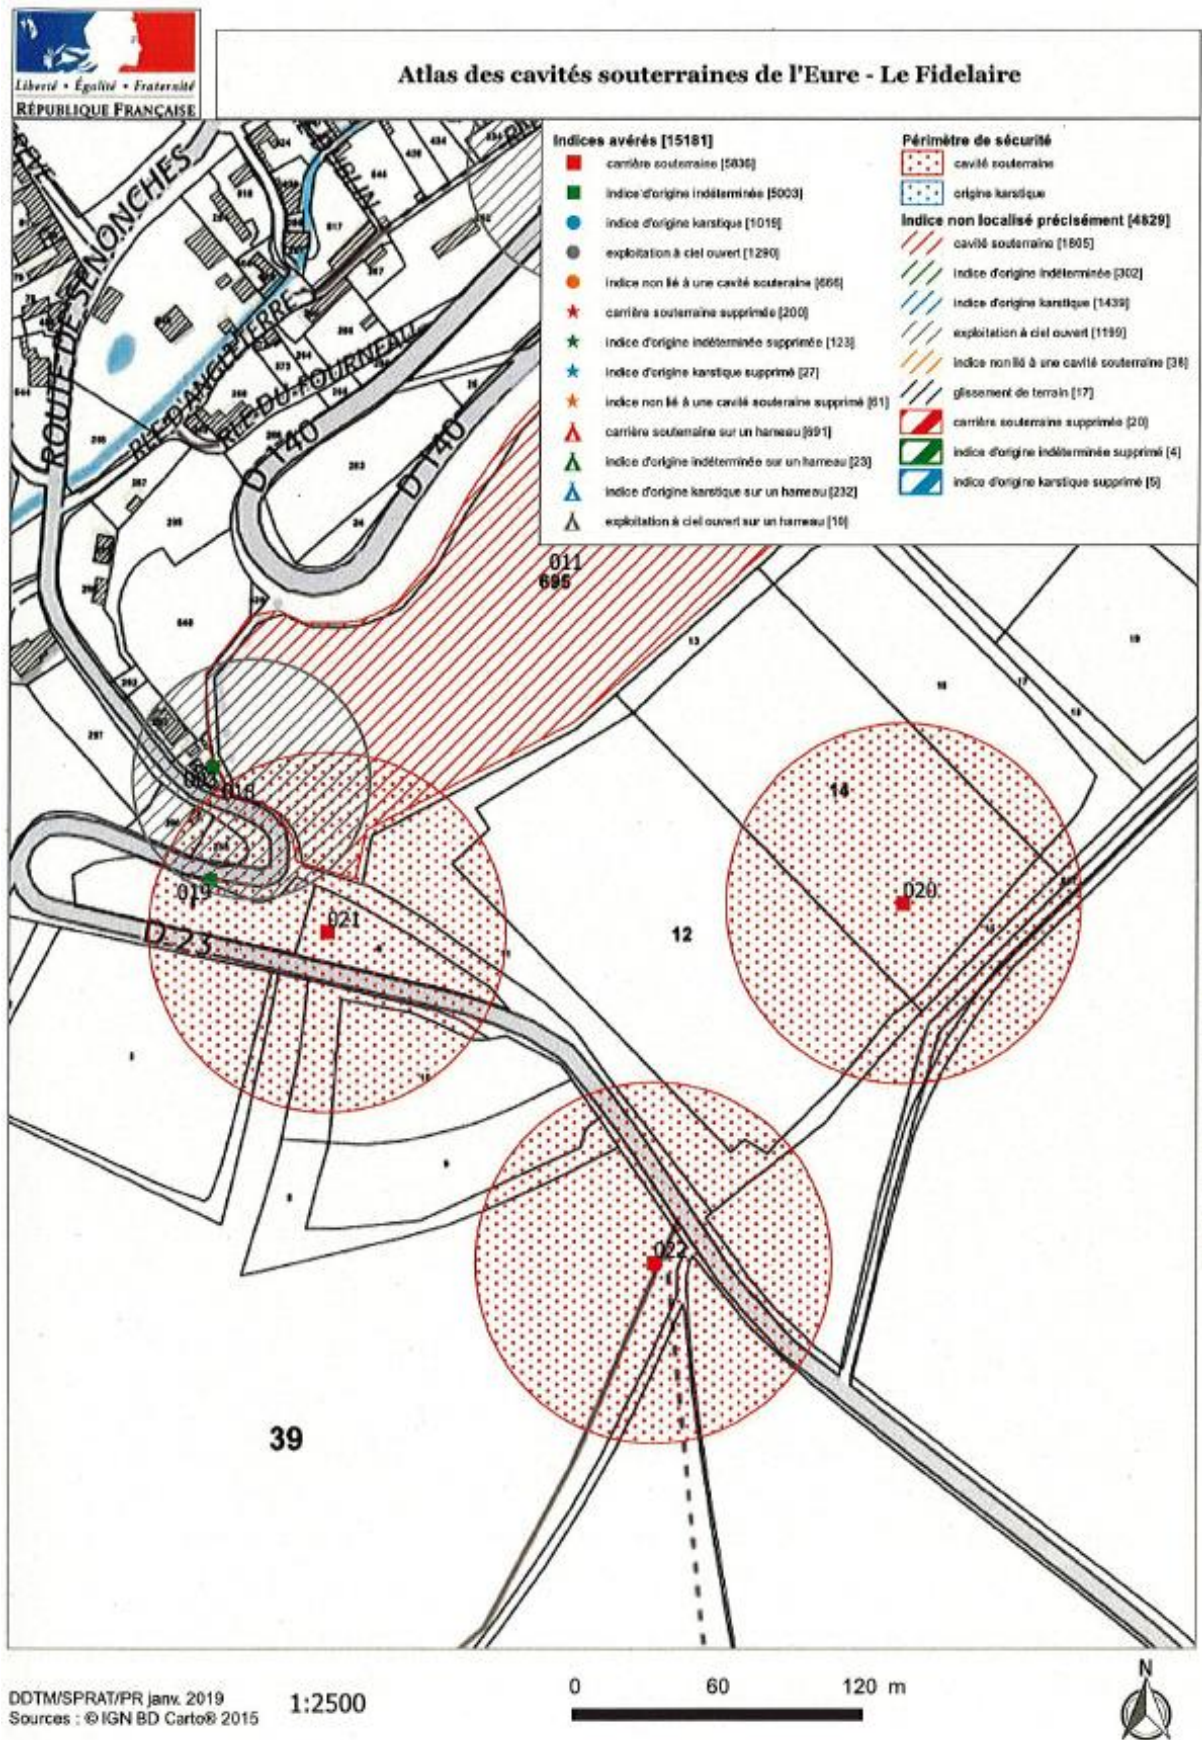 Liberté • Égalité • Fraternité
RÉPUBLIQUE FRANÇAISE
Atlas des cavités souterraines de l'Eure - Le Fidelaire
Indices avérés [15181]
carrière souterraine [5836]
indice d'origine indéterminée [5003]
indice d'origine karstique [1019]
exploitation à ciel ouvert [1290]
indice non lié à une cavité souteraine [666]
carrière souterraine supprimée [200]
indice d'origine indéterminée supprimée [123]
indice d'origine karstique supprimé [27]
indice non lié à une cavité souteraine supprimé [61]
carrière souterraine sur un hameau [691]
indice d'origine indéterminée sur un hameau [23]
indice d'origine karstique sur un hameau [232]
exploitation à ciel ouvert sur un hameau [10]
Périmètre de sécurité
cavité souterraine
origine karstique
Indice non localisé précisément [4829]
cavité souterraine [1805]
indice d'origine indéterminée [302]
indice d'origine karstique [1439]
exploitation à ciel ouvert [1199]
indice non lié à une cavité souterraine [36]
glissement de terrain [17]
carrière souterraine supprimée [20]
indice d'origine indéterminée supprimé [4]
indice d'origine karstique supprimé [5]
ROUTE-DE-SENONCHES
RLE-D'ANGLETERRE
RLE-DU-FOURNEAU
D 140
D 140
011
695
13
19
17
14
12
020
019
021
D 23
022
39
DDTM/SPRAT/PR janv. 2019
Sources : © IGN BD Carto® 2015
1:2500
0 60 120 m
N